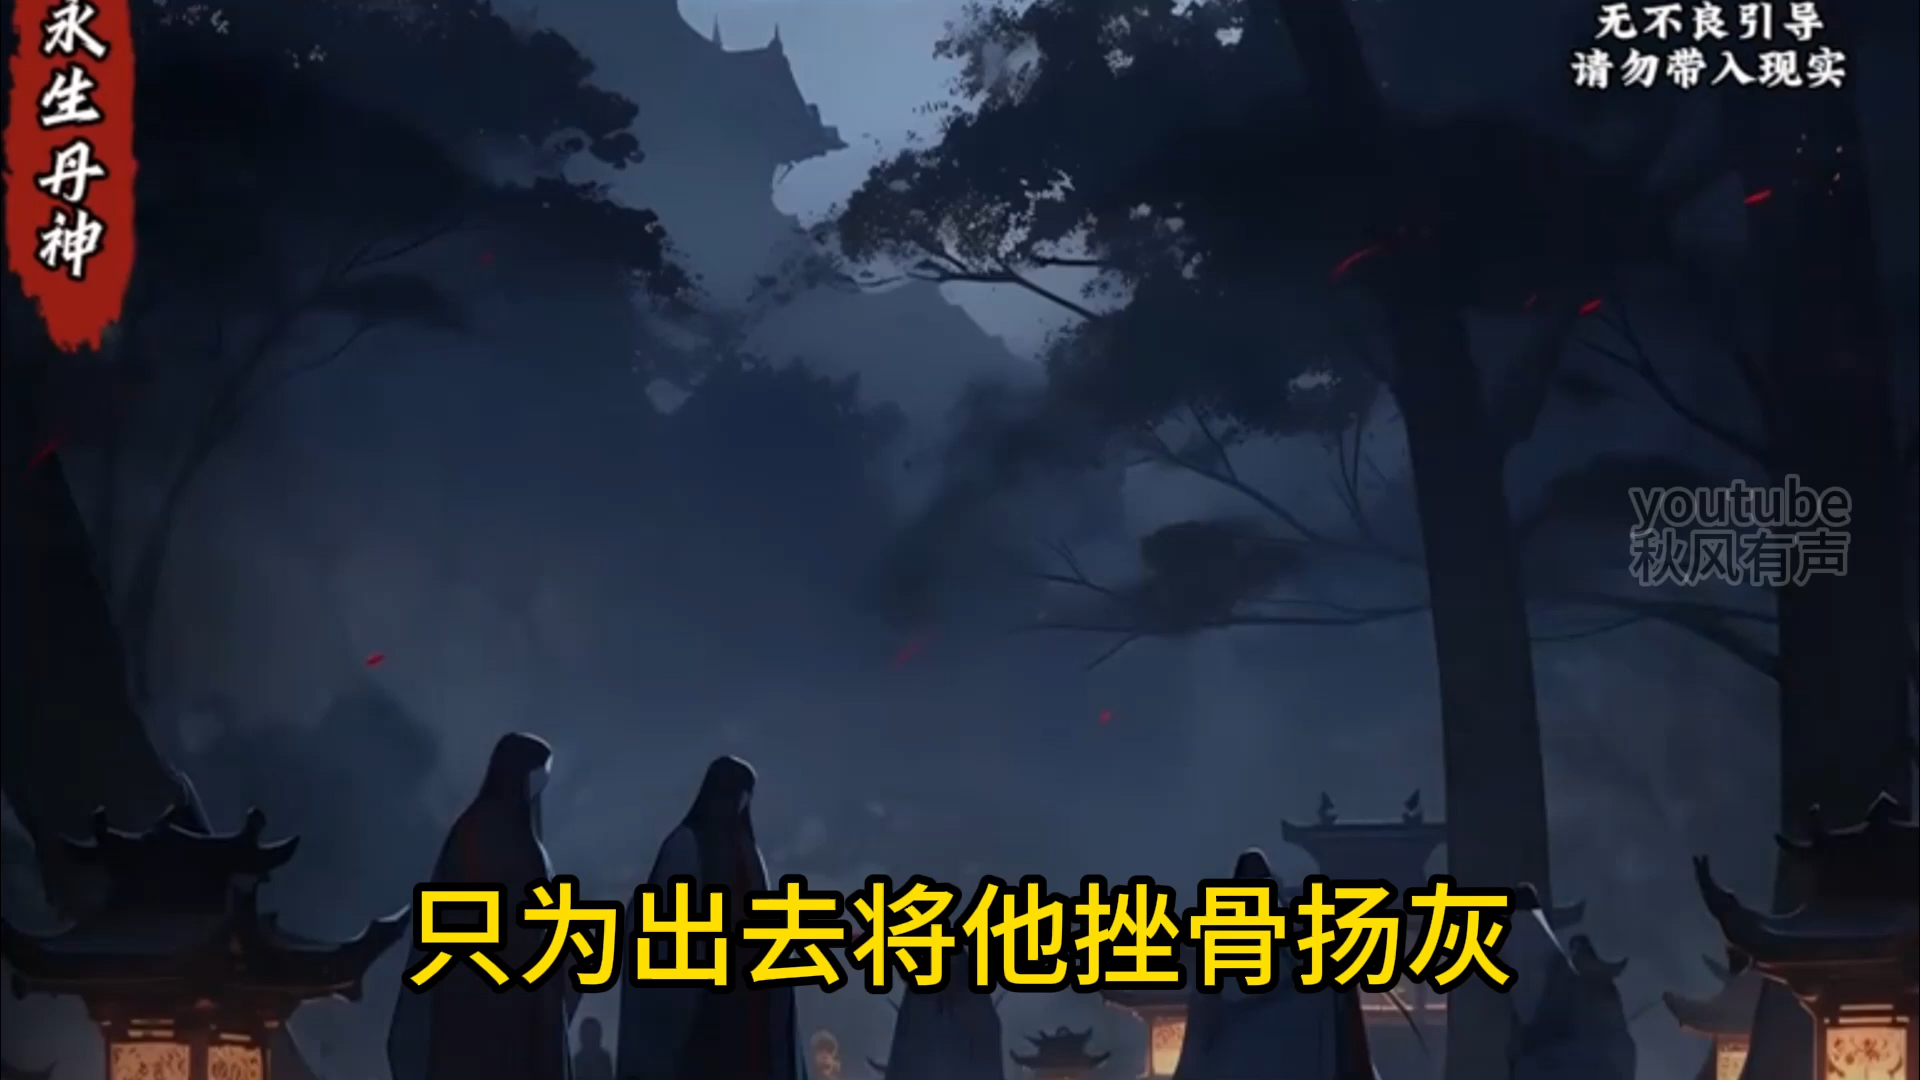 永生丹神
无不良引导
请勿带入现实
youtube
秋风有声
只为出去将他挫骨扬灰